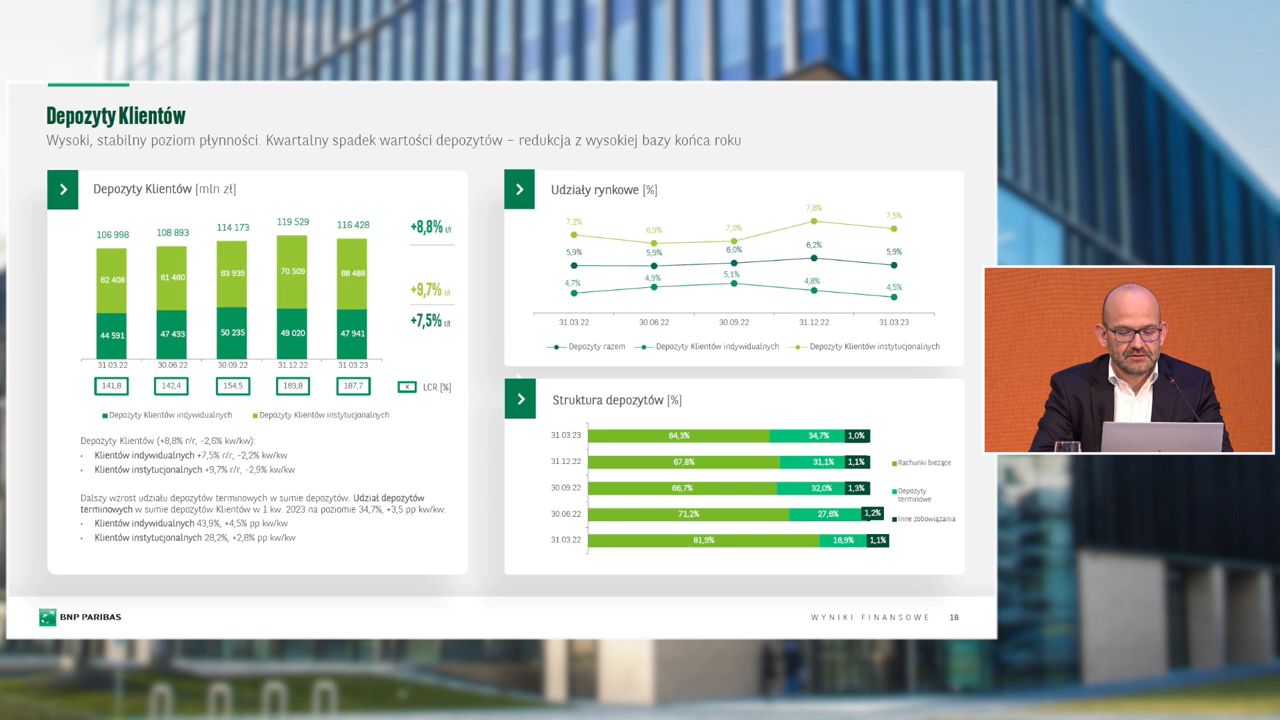 Depozyty Klientów
Wysoki, stabilny poziom płynności. Kwartalny spadek wartości depozytów – redukcja z wysokiej bazy końca roku
Depozyty Klientów [mln zł]
106 998
108 893
114 173
119 529
116 428
62 408
61 460
63 939
70 509
68 488
44 591
47 433
50 235
49 020
47 941
+8,8% r/r
+9,7% r/r
+7,5% r/r
31.03.22
30.06.22
30.09.22
31.12.22
31.03.23
141,8
142,4
154,5
169,8
187,7
x LCR [%]
Depozyty Klientów indywidualnych
Depozyty Klientów instytucjonalnych
Depozyty Klientów (+8,8% r/r, -2,6% kw/kw):
• Klientów indywidualnych +7,5% r/r, -2,2% kw/kw
• Klientów instytucjonalnych +9,7% r/r, -2,9% kw/kw
Dalszy wzrost udziału depozytów terminowych w sumie depozytów. Udział depozytów
terminowych w sumie depozytów Klientów w 1 kw. 2023 na poziomie 34,7%, +3,5 pp kw/kw.
• Klientów indywidualnych 43,9%, +4,5% pp kw/kw
• Klientów instytucjonalnych 28,2%, +2,8% pp kw/kw
Udziały rynkowe [%]
7,2%
6,9%
7,0%
7,8%
7,5%
5,9%
5,9%
6,0%
6,2%
5,9%
4,7%
4,9%
5,1%
4,8%
4,5%
31.03.22
30.06.22
30.09.22
31.12.22
31.03.23
Depozyty razem
Depozyty Klientów indywidualnych
Depozyty Klientów instytucjonalnych
Struktura depozytów [%]
31.03.23 64,3% 34,7% 1,0%
31.12.22 67,8% 31,1% 1,1%
30.09.22 66,7% 32,0% 1,3%
30.06.22 71,2% 27,6% 1,2%
31.03.22 81,9% 16,9% 1,1%
Rachunki bieżące
Depozyty
terminowe
Inne zobowiązania
BNP PARIBAS
WYNIKI FINANSOWE 18